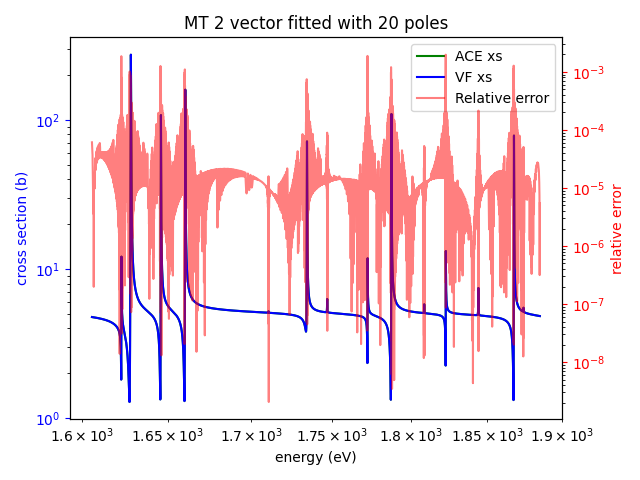 MT 2 vector fitted with 20 poles
ACE xs
VF xs
Relative error
cross section (b)
10²
10¹
10⁰
relative error
10⁻³
10⁻⁴
10⁻⁵
10⁻⁶
10⁻⁷
10⁻⁸
1.6 × 10³ 1.65 × 10³ 1.7 × 10³ 1.75 × 10³ 1.8 × 10³ 1.85 × 10³ 1.9 × 10³
energy (eV)